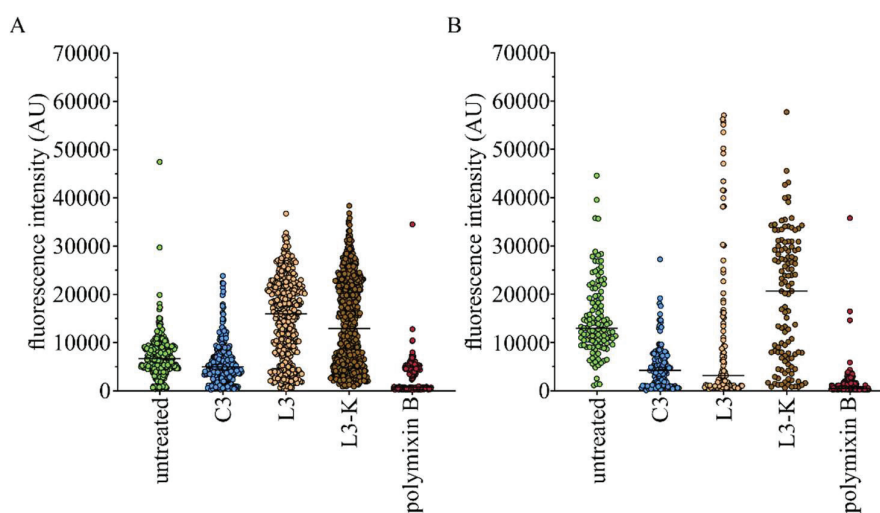 A
fluorescence intensity (AU)
70000
60000
50000
40000
30000
20000
10000
0
untreated
C3
L3
L3-K
polymixin B
B
fluorescence intensity (AU)
70000
60000
50000
40000
30000
20000
10000
0
untreated
C3
L3
L3-K
polymixin B